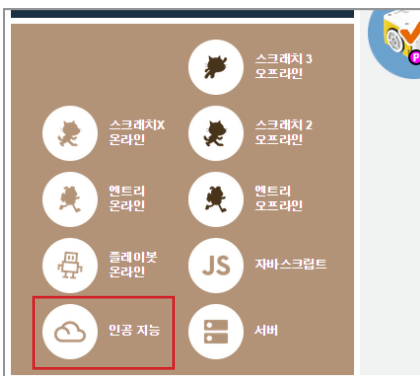 스크래치 3
오프라인
스크래치X
온라인
스크래치 2
오프라인
엔트리
온라인
엔트리
오프라인
플레이봇
온라인
JS
자바스크립트
인공 지능
서버
P